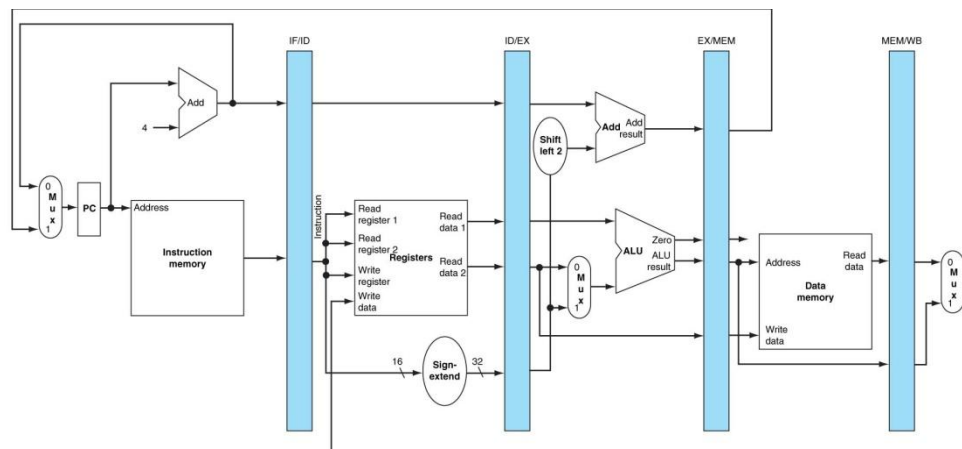 IF/ID
ID/EX
EX/MEM
MEM/WB
Add
4
Shift
left 2
Add
Add
result
0
M
u
x
1
PC
Address
Instruction
memory
Instruction
Read
register 1
Read
register 2
Write
register
Write
data
Registers
Read
data 1
Read
data 2
16
Sign-
extend
32
0
M
u
x
1
Zero
ALU
ALU
result
Address
Read
data
Data
memory
Write
data
0
M
u
x
1